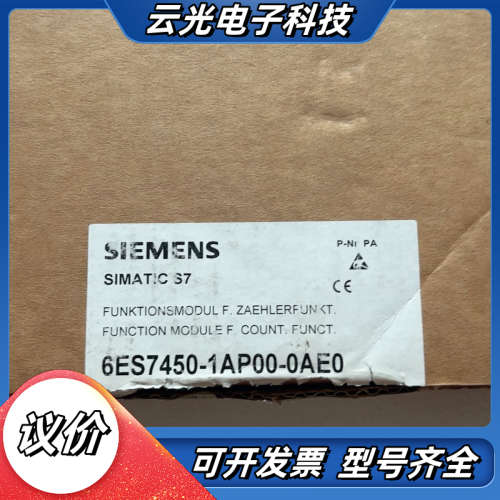 云光电子科技
SIEMENS
P-Nr PA
SIMATIC S7
CE
FUNKTIONSMODUL F. ZAEHLERFUNKT.
FUNCTION MODULE F. COUNT. FUNCT.
6ES7450-1AP00-0AE0
议价
可开发票 型号齐全